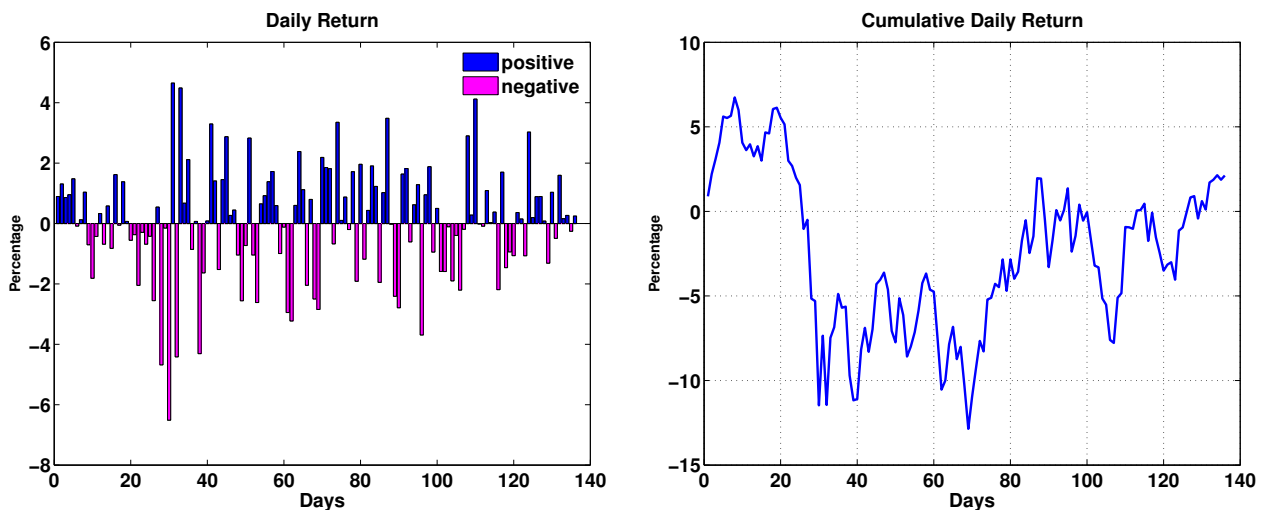 Daily Return
6
4
2
0
−2
−4
−6
−8
Percentage
positive
negative
0 20 40 60 80 100 120 140
Days
Cumulative Daily Return
10
5
0
−5
−10
−15
Percentage
0 20 40 60 80 100 120 140
Days